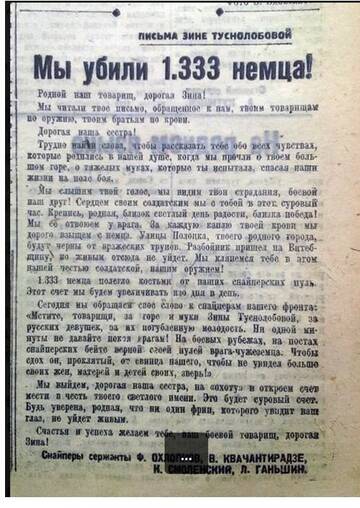 ПИСЬМА ЗИНЕ ТУСНОЛОБОВОЙ
Мы убили 1.333 немца!
Родной наш товарищ, дорогая Зина!
Мы читали твое письмо, обращенное к нам, твоим товарищам
по оружию, твоим братьям по крови.
Дорогая наша сестра!
Трудно найти слова, чтобы рассказать тебе обо всех чувствах,
которые родились в нашей душе, когда мы прочли о твоем боль-
шом горе, о тяжелых муках, которые ты испытала, спасая наши
жизни на поле боя.
Мы слышим твой голос, мы видим твои страдания, боевой
наш друг! Сердцем своим солдатским мы с тобой в этот суровый
час. Крепись, родная, близок светлый день радости, близка победа!
Мы ее отвоюем у врага. За каждую каплю твоей крови мы
дорого взыщем с немца. Улицы Полоцка, твоего родного города,
будут черны от вражеских трупов. Разбойник пришел на Витеб-
щину, но живым отсюда не уйдет. Мы клянемся тебе в этом
нашей честью солдатской, нашим оружием!
1.333 немца полегло костьми от наших снайперских пуль.
Этот счет мы будем увеличивать изо дня в день.
Сегодня мы обращаем свое слово к снайперам нашего фронта:
«Мстите, товарищи, за горе и муки Зины Туснолобовой, за
русских девушек, за их погубленную молодость. Ни одной ми-
нуты не давайте покоя врагам! На боевых рубежах, на постах
снайперских бейте верной своей пулей врага-чужеземца. Чтобы
сдох он, проклятый, от свинца нашего, чтобы не увидел больше
своих жен, матерей и детей своих, зверь!»
Мы выйдем, дорогая наша сестра, на «охоту» и откроем счет
мести в честь твоего светлого имени. Это будет суровый счет.
Будь уверена, родная, что ни один фриц, которого увидит наш
глаз, не уйдет живым.
Счастья и успеха желаем тебе, наш боевой товарищ, дорогая
Зина!
Снайперы сержанты Ф. ОХЛОПКОВ, В. КВАЧАНТИРАДЗЕ,
К. СМОЛЕНСКИЙ, Л. ГАНЬШИН.